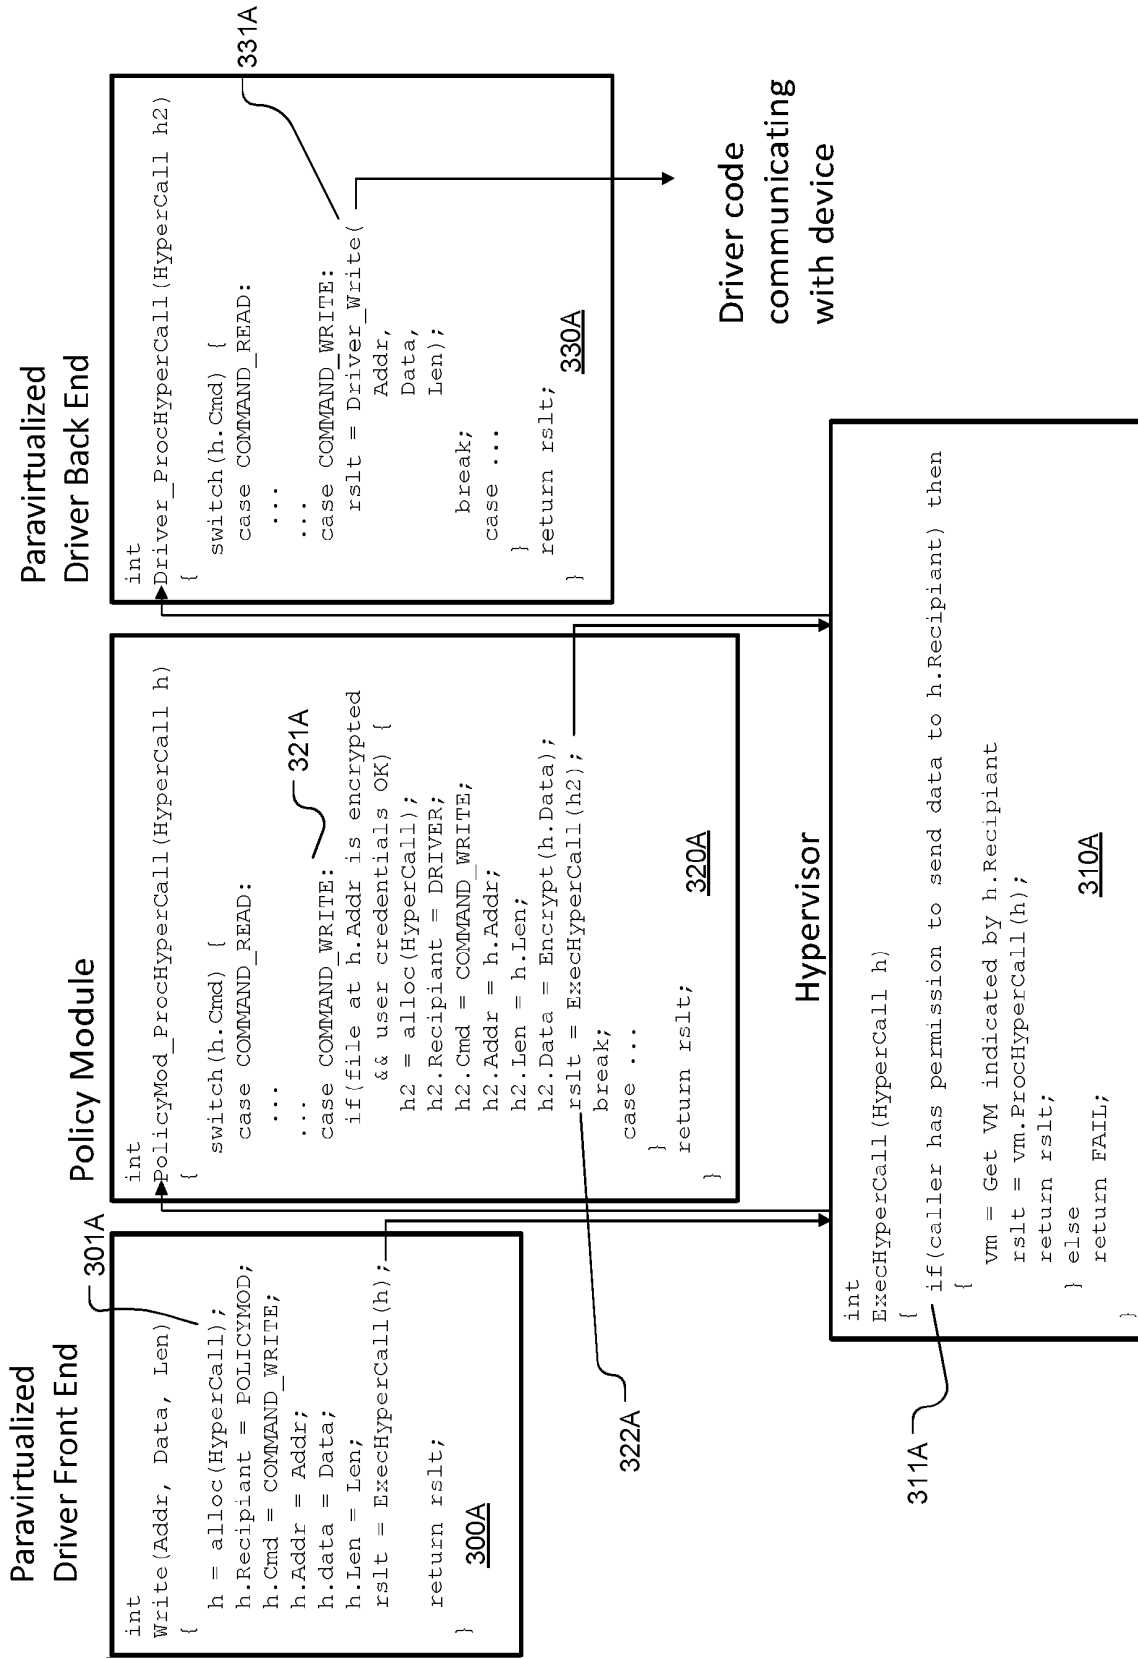 Paravirtualized
Driver Front End
301A
int
Write(Addr, Data, Len)
{
h = alloc(HyperCall);
h.Recipiant = POLICYMOD;
h.Cmd = COMMAND_WRITE;
h.Addr = Addr;
h.data = Data;
h.Len = Len;
rslt = ExecHyperCall(h);
return rslt;
}
300A
Policy Module
int
PolicyMod_ProcHyperCall(HyperCall h)
{
switch(h.Cmd) {
case COMMAND_READ:
...
...
case COMMAND_WRITE:
321A
if(file at h.Addr is encrypted
&& user credentials OK) {
h2 = alloc(HyperCall);
h2.Recipiant = DRIVER;
h2.Cmd = COMMAND_WRITE;
h2.Addr = h.Addr;
h2.Len = h.Len;
h2.Data = Encrypt(h.Data);
rslt = ExecHyperCall(h2);
break;
case ...
}
return rslt;
}
320A
322A
Paravirtualized
Driver Back End
int
Driver_ProcHyperCall(HyperCall h2)
{
switch(h.Cmd) {
case COMMAND_READ:
...
...
case COMMAND_WRITE:
rslt = Driver_Write(
Addr,
Data,
Len);
break;
case ...
}
return rslt;
}
330A
331A
Driver code
communicating
with device
Hypervisor
int
ExecHyperCall(HyperCall h)
{
if(caller has permission to send data to h.Recipiant) then
{
vm = Get VM indicated by h.Recipiant
rslt = vm.ProcHyperCall(h);
return rslt;
} else
return FAIL;
}
310A
311A